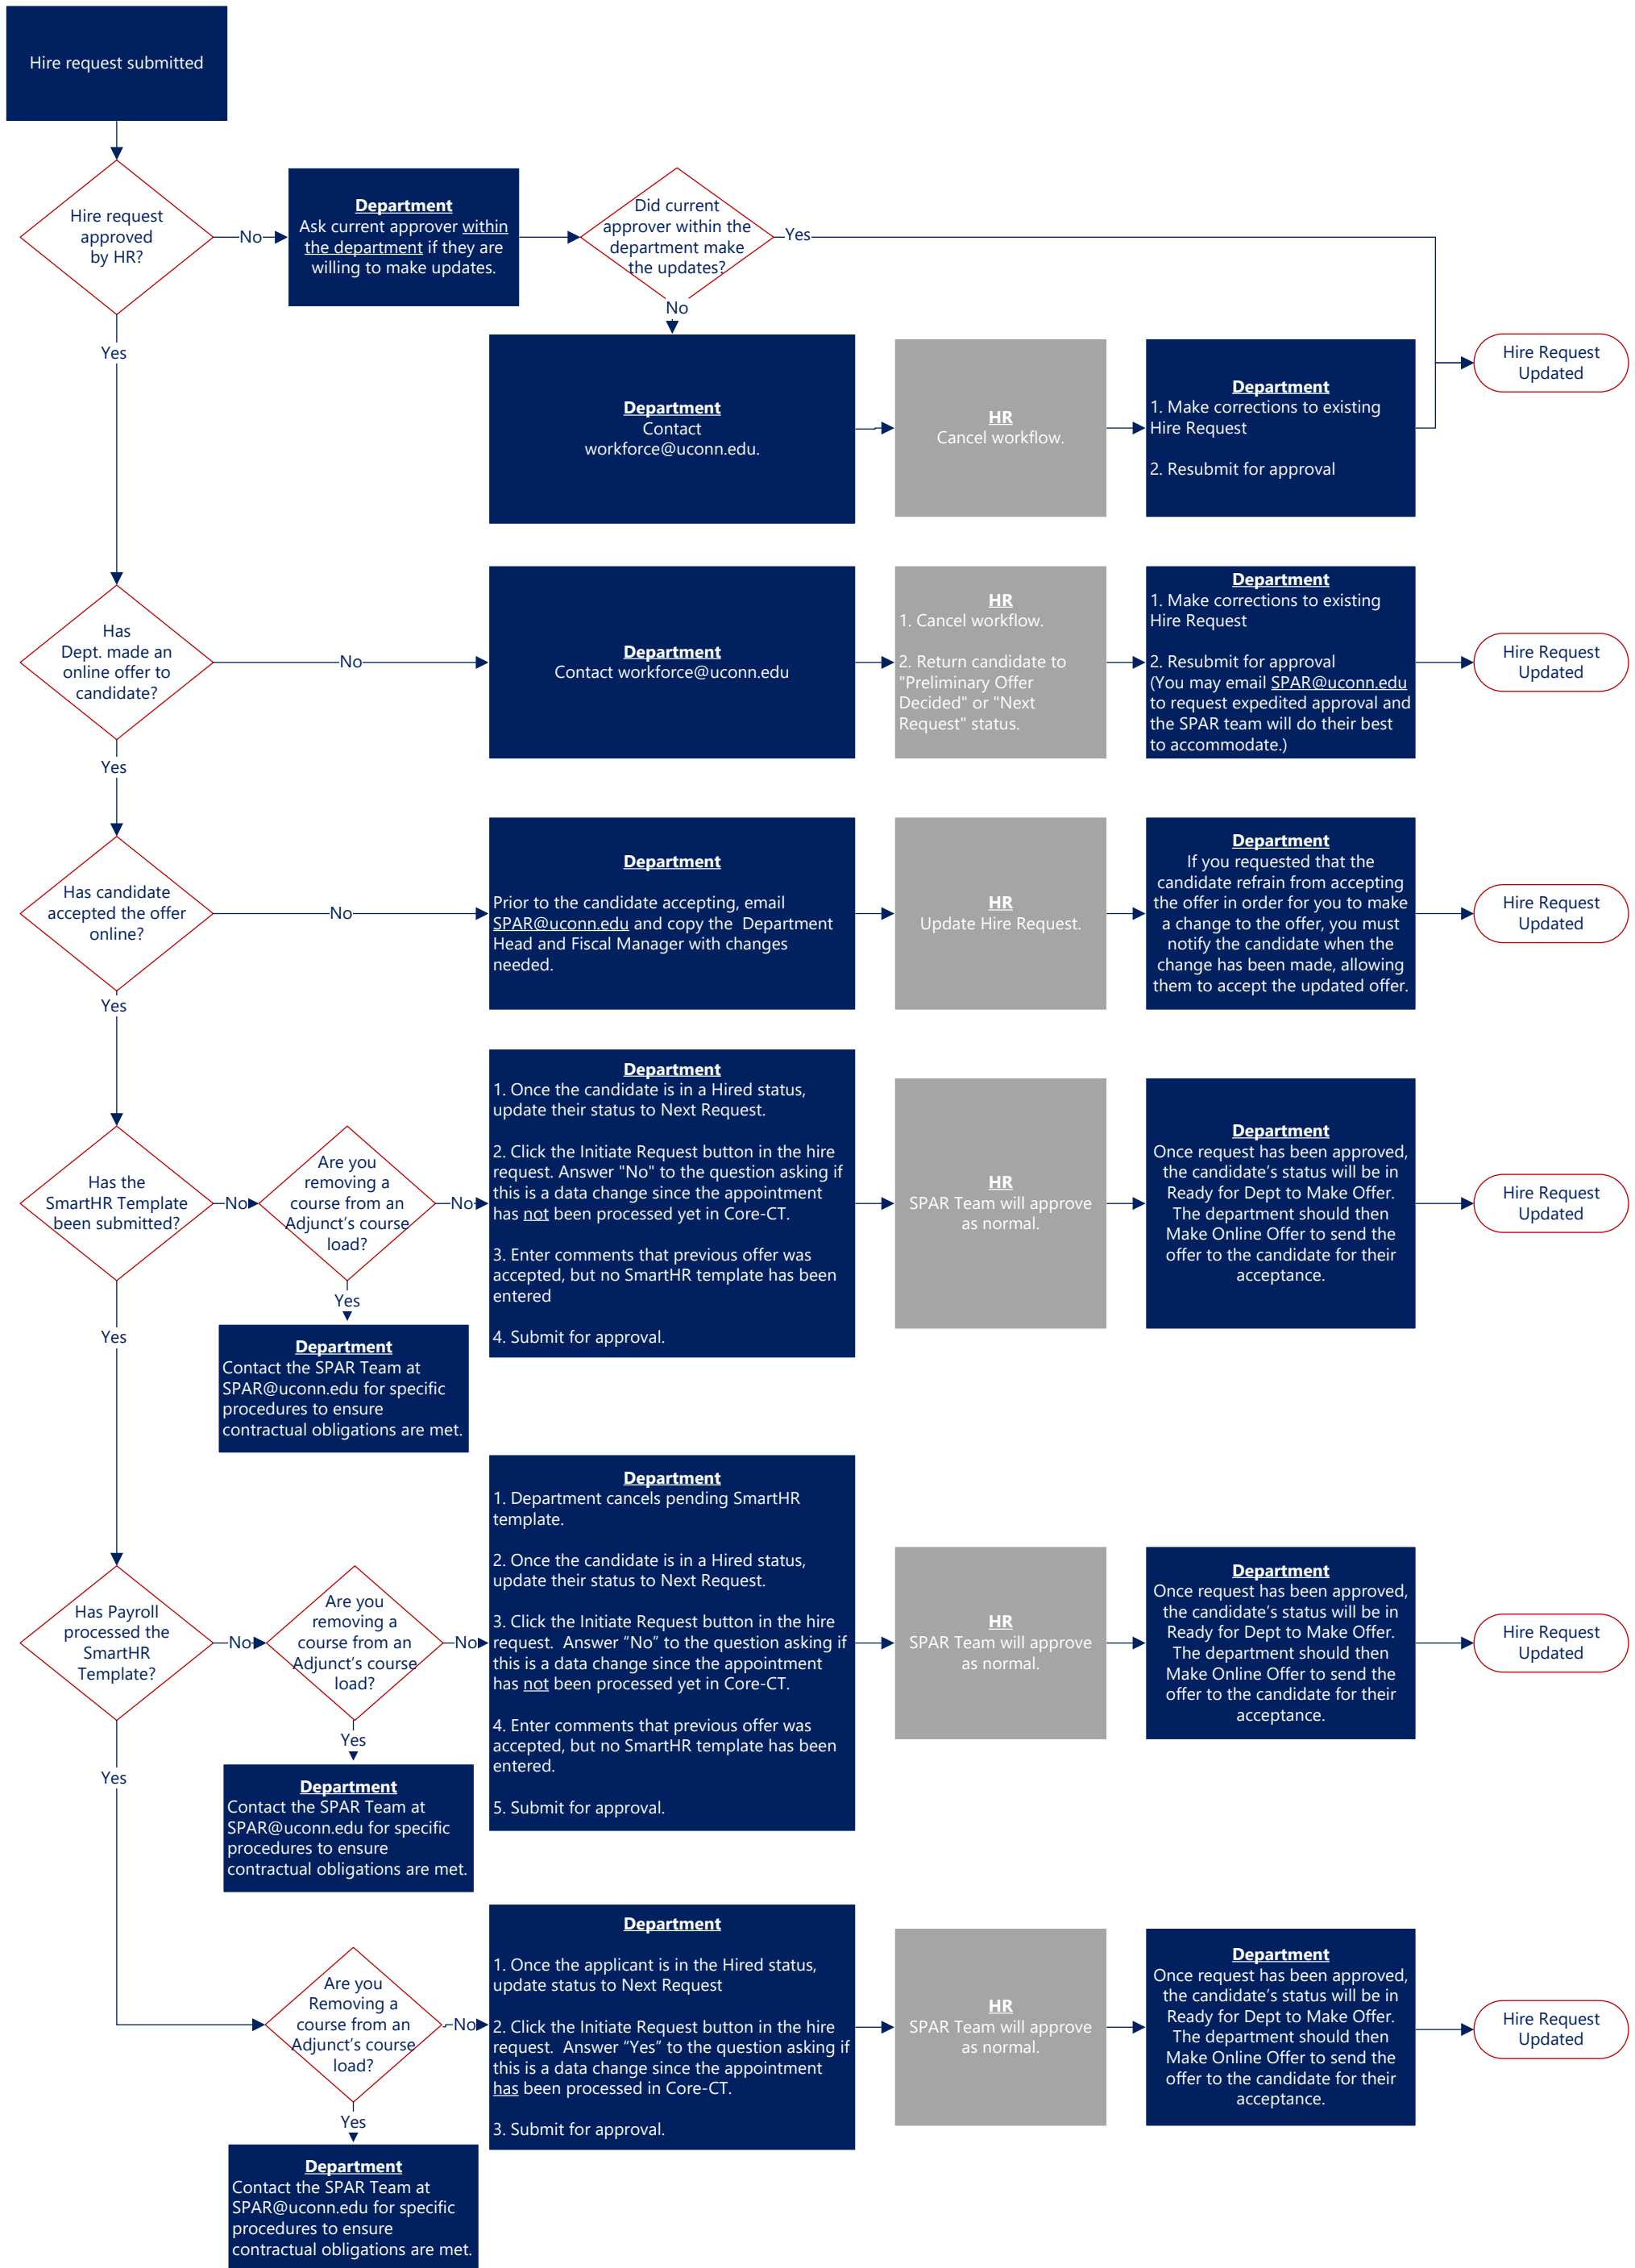 Hire request submitted
Hire request
approved
by HR?
No
Department
Ask current approver within
the department if they are
willing to make updates.
Did current
approver within the
department make
the updates?
Yes
No
Yes
Department
Contact
workforce@uconn.edu.
HR
Cancel workflow.
Department
1. Make corrections to existing
Hire Request
2. Resubmit for approval
Hire Request
Updated
Has
Dept. made an
online offer to
candidate?
No
Yes
Department
Contact workforce@uconn.edu
HR
1. Cancel workflow.
2. Return candidate to
"Preliminary Offer
Decided" or "Next
Request" status.
Department
1. Make corrections to existing
Hire Request
2. Resubmit for approval
(You may email SPAR@uconn.edu
to request expedited approval and
the SPAR team will do their best
to accommodate.)
Hire Request
Updated
Has candidate
accepted the offer
online?
No
Yes
Department
Prior to the candidate accepting, email
SPAR@uconn.edu and copy the  Department
Head and Fiscal Manager with changes
needed.
HR
Update Hire Request.
Department
If you requested that the
candidate refrain from accepting
the offer in order for you to make
a change to the offer, you must
notify the candidate when the
change has been made, allowing
them to accept the updated offer.
Hire Request
Updated
Has the
SmartHR Template
been submitted?
No
Yes
Are you
removing a
course from an
Adjunct’s course
load?
No
Yes
Department
Contact the SPAR Team at
SPAR@uconn.edu for specific
procedures to ensure
contractual obligations are met.
Department
1. Once the candidate is in a Hired status,
update their status to Next Request.
2. Click the Initiate Request button in the hire
request. Answer "No" to the question asking if
this is a data change since the appointment
has not been processed yet in Core-CT.
3. Enter comments that previous offer was
accepted, but no SmartHR template has been
entered
4. Submit for approval.
HR
SPAR Team will approve
as normal.
Department
Once request has been approved,
the candidate’s status will be in
Ready for Dept to Make Offer.
The department should then
Make Online Offer to send the
offer to the candidate for their
acceptance.
Hire Request
Updated
Has Payroll
processed the
SmartHR
Template?
No
Yes
Are you
removing a
course from an
Adjunct’s course
load?
No
Yes
Department
Contact the SPAR Team at
SPAR@uconn.edu for specific
procedures to ensure
contractual obligations are met.
Department
1. Department cancels pending SmartHR
template.
2. Once the candidate is in a Hired status,
update their status to Next Request.
3. Click the Initiate Request button in the hire
request.  Answer “No” to the question asking if
this is a data change since the appointment
has not been processed yet in Core-CT.
4. Enter comments that previous offer was
accepted, but no SmartHR template has been
entered.
5. Submit for approval.
HR
SPAR Team will approve
as normal.
Department
Once request has been approved,
the candidate’s status will be in
Ready for Dept to Make Offer.
The department should then
Make Online Offer to send the
offer to the candidate for their
acceptance.
Hire Request
Updated
Are you
Removing a
course from an
Adjunct’s course
load?
No
Yes
Department
Contact the SPAR Team at
SPAR@uconn.edu for specific
procedures to ensure
contractual obligations are met.
Department
1. Once the applicant is in the Hired status,
update status to Next Request
2. Click the Initiate Request button in the hire
request.  Answer “Yes” to the question asking if
this is a data change since the appointment
has been processed in Core-CT.
3. Submit for approval.
HR
SPAR Team will approve
as normal.
Department
Once request has been approved,
the candidate’s status will be in
Ready for Dept to Make Offer.
The department should then
Make Online Offer to send the
offer to the candidate for their
acceptance.
Hire Request
Updated